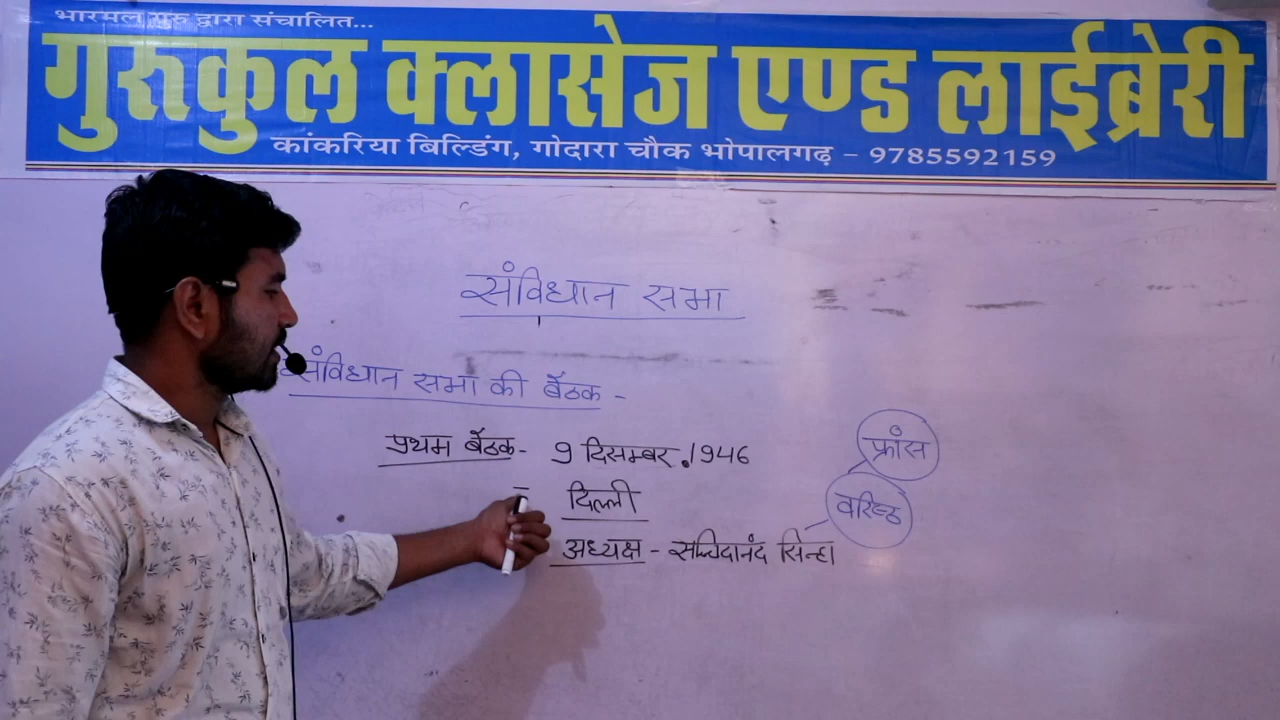 भारमल गुरु द्वारा संचालित...
गुरुकुल क्लासेज एण्ड लाईब्रेरी
कांकरिया बिल्डिंग, गोदारा चौक भोपालगढ़ – 9785592159
संविधान सभा
संविधान सभा की बैठक -
प्रथम बैठक - 9 दिसम्बर, 1946
फ्रांस
- दिल्ली
वरिष्ठ
अध्यक्ष - सच्चिदानंद सिन्हा